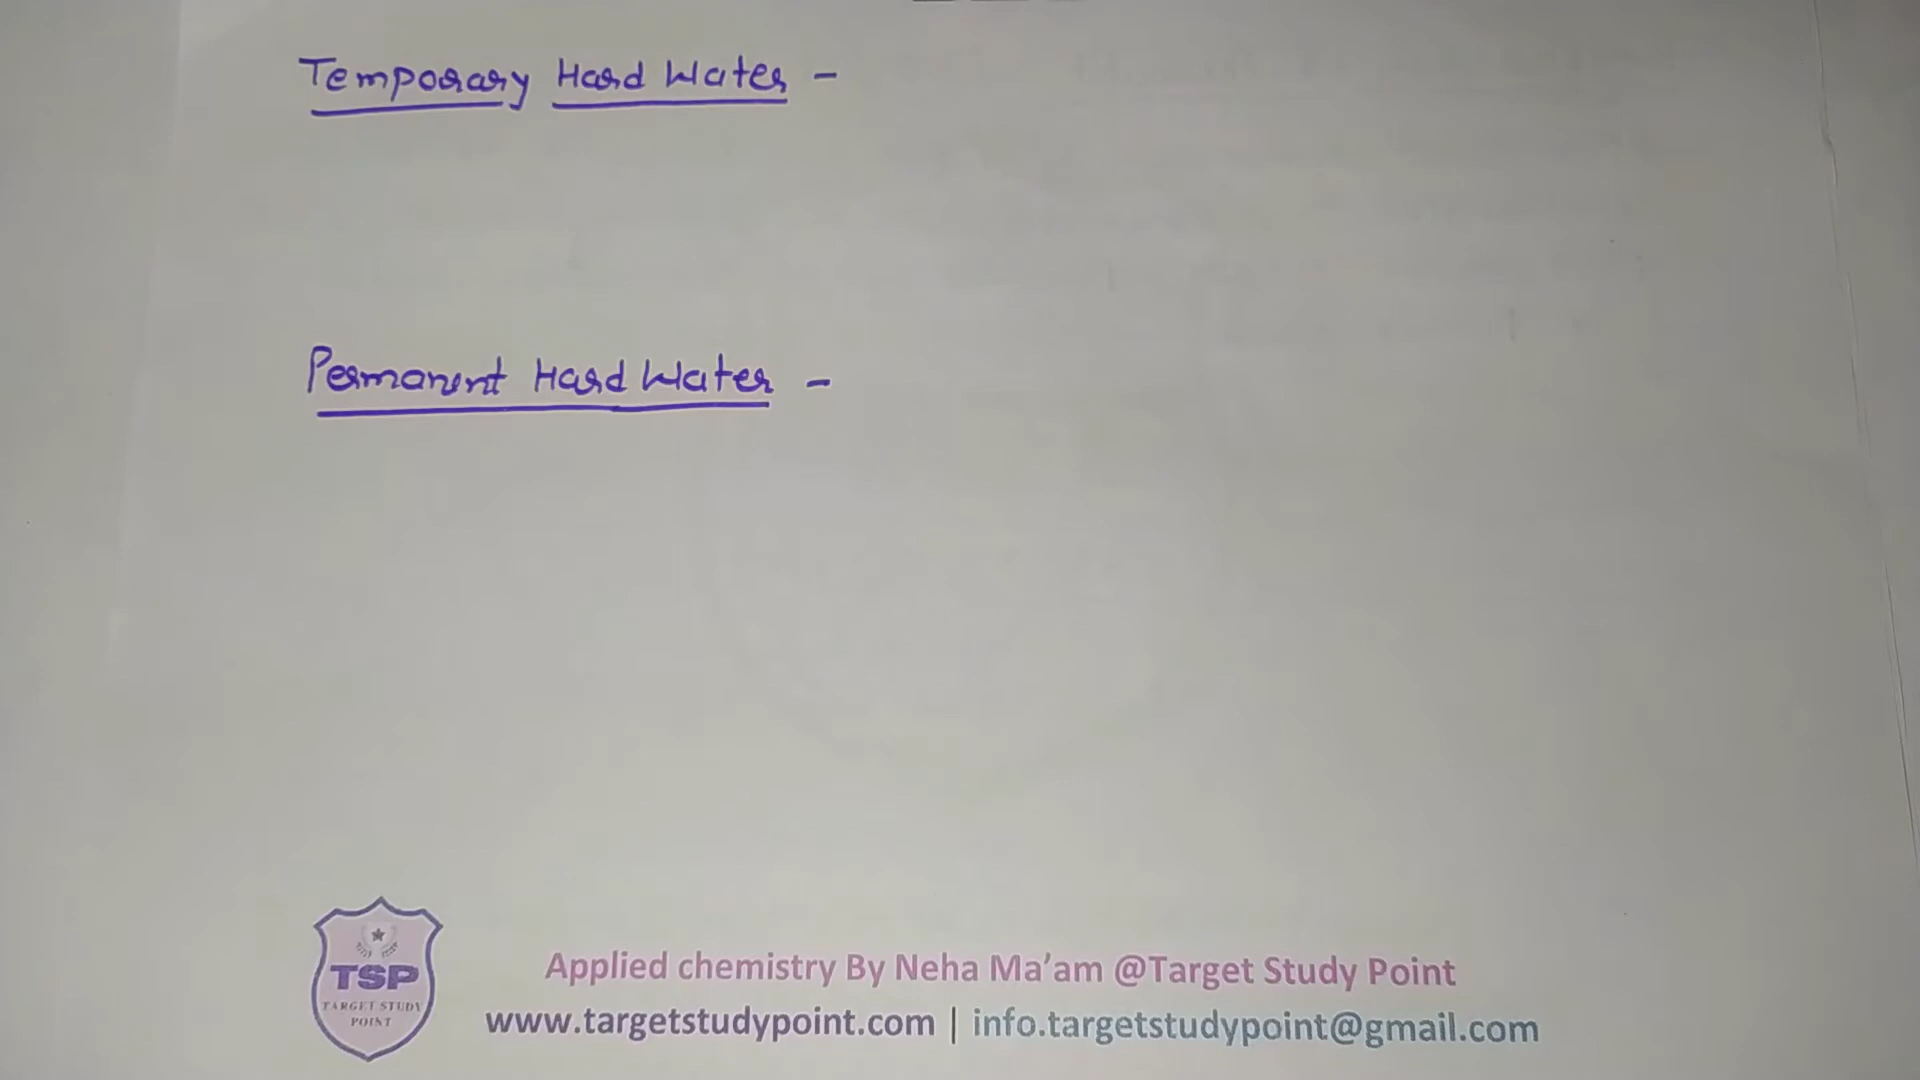 Temporary Hard Water -
Permanent Hard Water -
TSP
TARGET STUDY
POINT
Applied chemistry By Neha Ma'am @Target Study Point
www.targetstudypoint.com | info.targetstudypoint@gmail.com